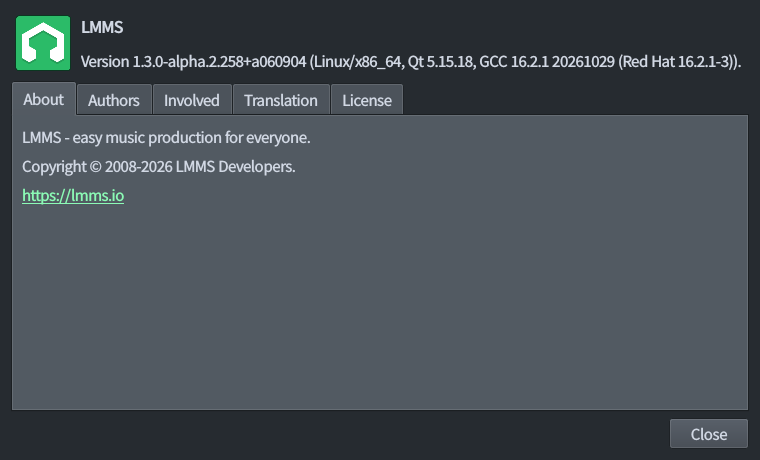 LMMS
Version 1.3.0-alpha.2.258+a060904 (Linux/x86_64, Qt 5.15.18, GCC 16.2.1 20261029 (Red Hat 16.2.1-3)).
About
Authors
Involved
Translation
License
LMMS - easy music production for everyone.
Copyright © 2008-2026 LMMS Developers.
https://lmms.io
Close